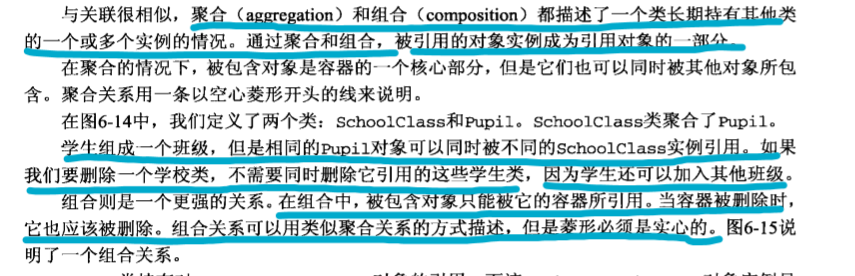 与关联很相似，聚合（aggregation）和组合（composition）都描述了一个类长期持有其他类
的一个或多个实例的情况。通过聚合和组合，被引用的对象实例成为引用对象的一部分。
在聚合的情况下，被包含对象是容器的一个核心部分，但是它们也可以同时被其他对象所包
含。聚合关系用一条以空心菱形开头的线来说明。
在图6-14中，我们定义了两个类：SchoolClass和Pupil。SchoolClass类聚合了Pupil。
学生组成一个班级，但是相同的Pupil对象可以同时被不同的SchoolClass实例引用。如果
我们要删除一个学校类，不需要同时删除它引用的这些学生类，因为学生还可以加入其他班级。
组合则是一个更强的关系。在组合中，被包含对象只能被它的容器所引用。当容器被删除时，
它也应该被删除。组合关系可以用类似聚合关系的方式描述，但是菱形必须是实心的。图6-15说
明了一个组合关系。